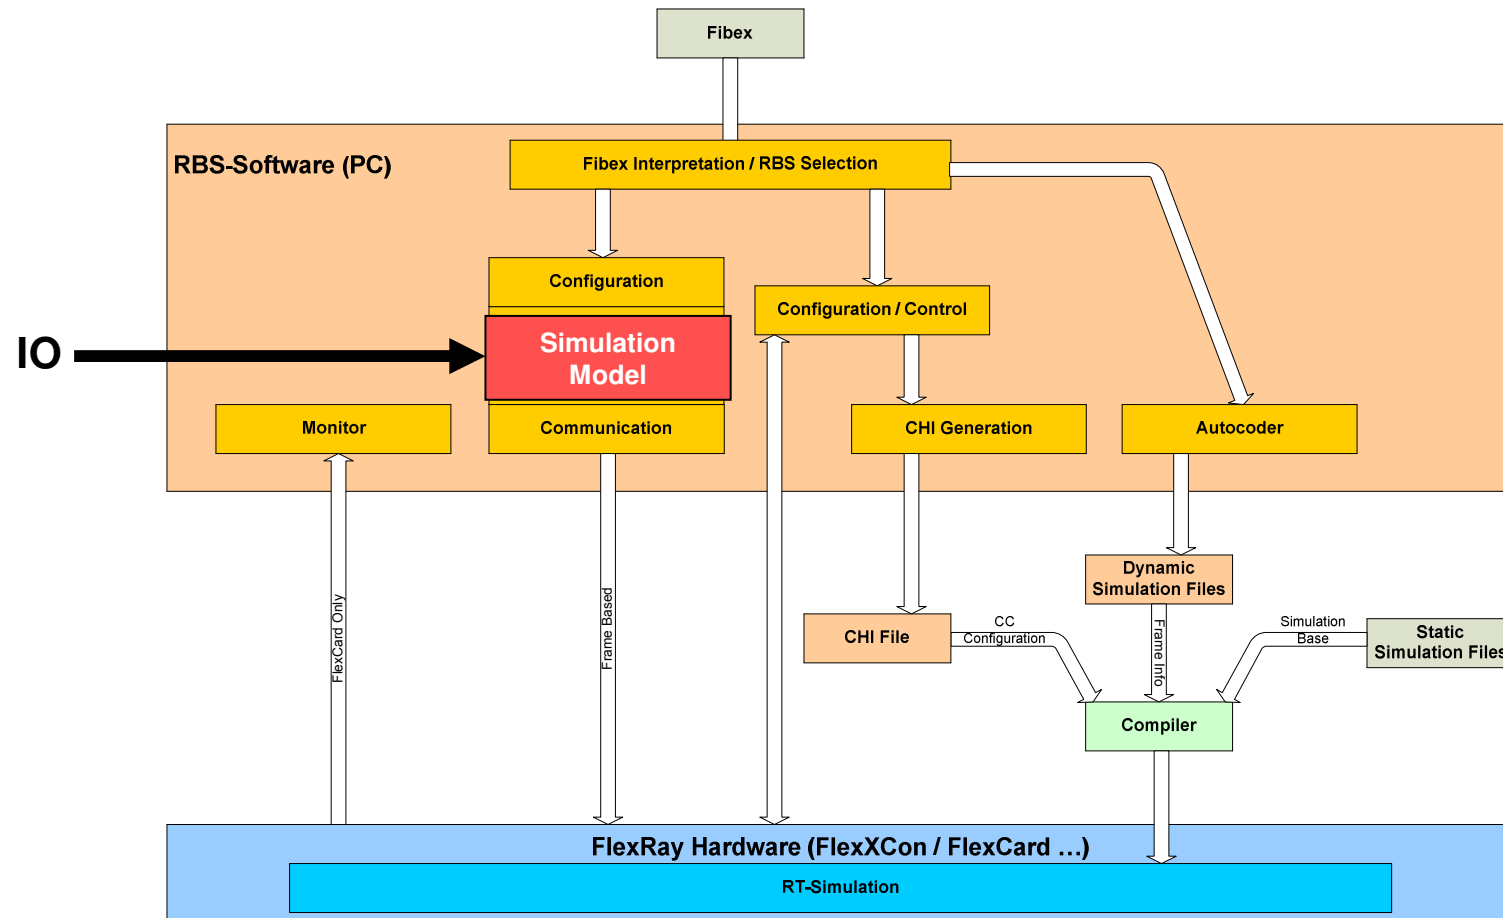 Fibex
RBS-Software (PC)
Fibex Interpretation / RBS Selection
Configuration
Configuration / Control
IO
Simulation
Model
Monitor
Communication
CHI Generation
Autocoder
Dynamic
Simulation Files
FlexCard Only
Frame Based
CHI File
CC
Configuration
Frame Info
Simulation
Base
Static
Simulation Files
Compiler
FlexRay Hardware (FlexXCon / FlexCard ...)
RT-Simulation